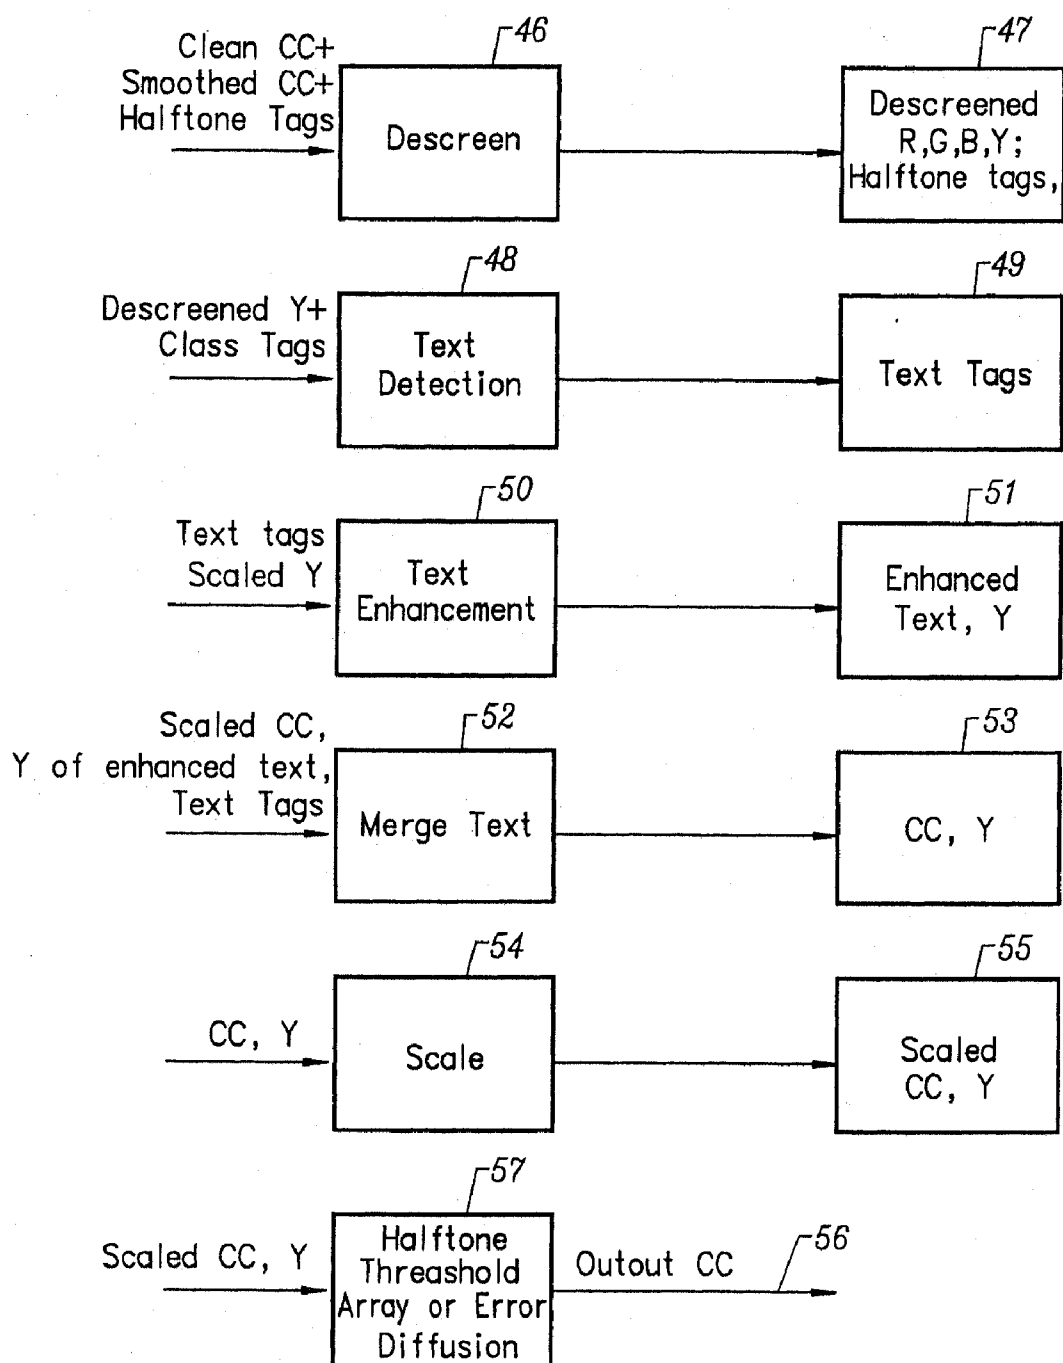 46
47
Clean CC+
Smoothed CC+
Halftone Tags
Descreen
Descreened
R,G,B,Y;
Halftone tags,
48
49
Descreened Y+
Class Tags
Text
Detection
Text Tags
50
51
Text tags
Scaled Y
Text
Enhancement
Enhanced
Text, Y
52
53
Scaled CC,
Y of enhanced text,
Text Tags
Merge Text
CC, Y
54
55
CC, Y
Scale
Scaled
CC, Y
57
Scaled CC, Y
Halftone
Threashold
Array or Error
Diffusion
Outout CC
56